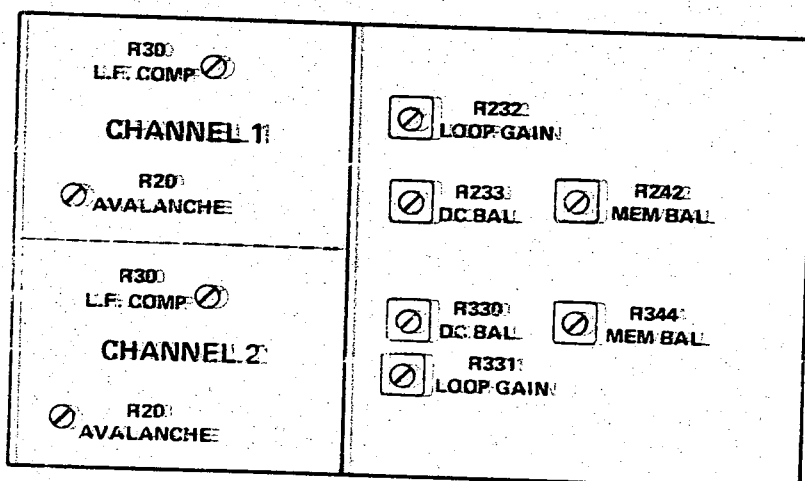 R30
L.F. COMP
CHANNEL 1
R20
AVALANCHE
R30
L.F. COMP
CHANNEL 2
R20
AVALANCHE
R232
LOOP GAIN
R233
DC BAL
R242
MEM BAL
R330
DC BAL
R344
MEM BAL
R331
LOOP GAIN